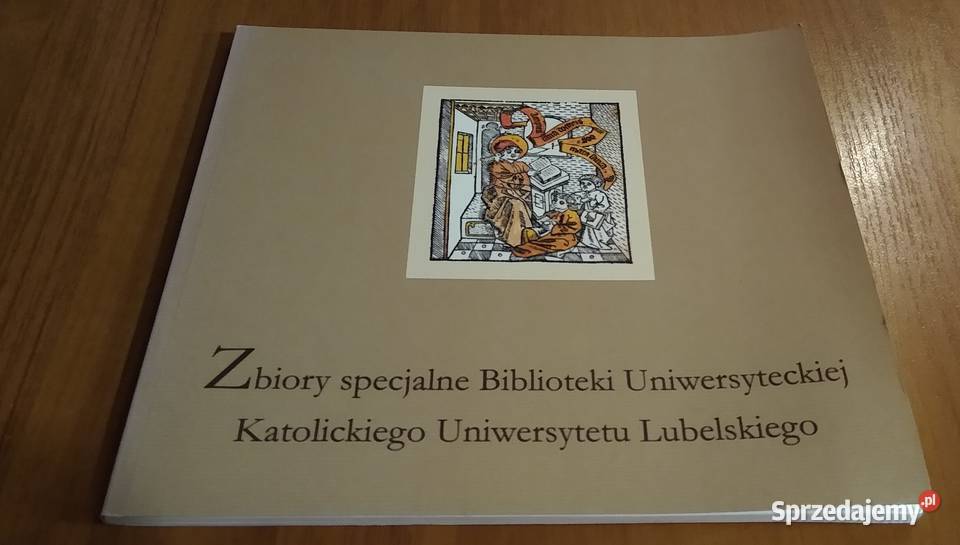 Zbiory specjalne Biblioteki Uniwersyteckiej
Katolickiego Uniwersytetu Lubelskiego
Sprzedajemy.pl